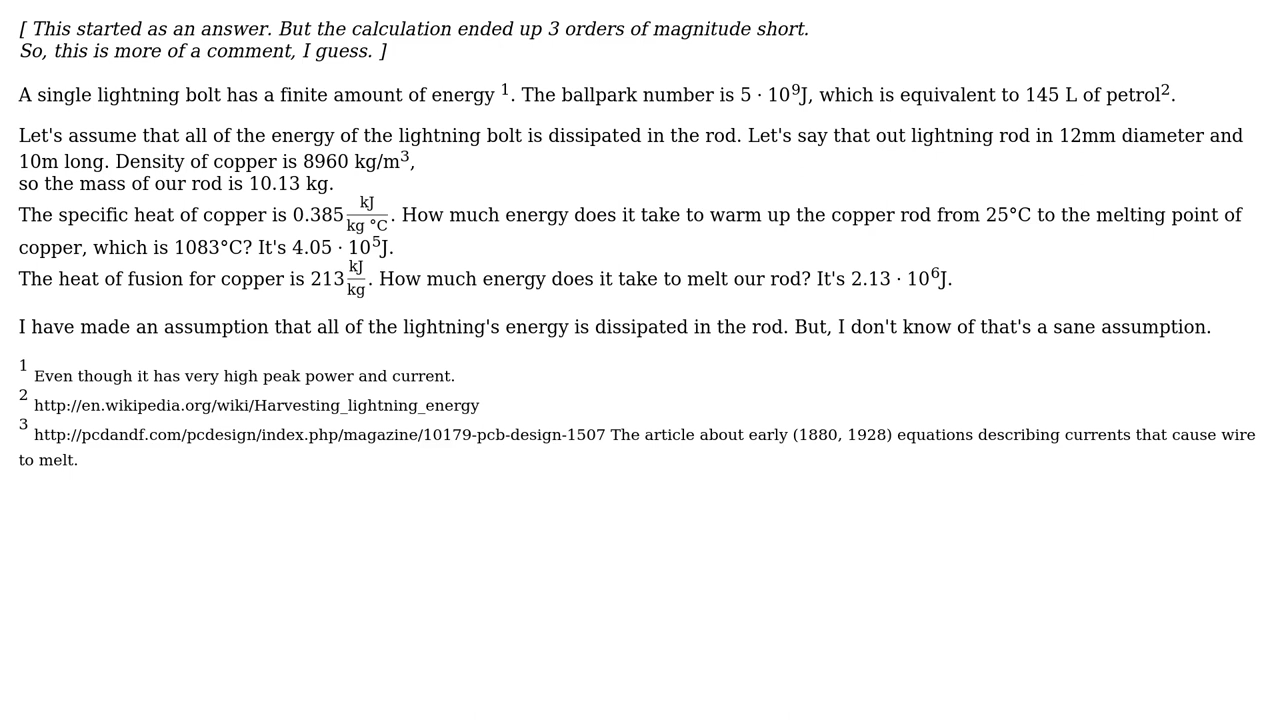 [ This started as an answer. But the calculation ended up 3 orders of magnitude short.
So, this is more of a comment, I guess. ]
A single lightning bolt has a finite amount of energy ¹. The ballpark number is 5 · 10⁹J, which is equivalent to 145 L of petrol².
Let's assume that all of the energy of the lightning bolt is dissipated in the rod. Let's say that out lightning rod in 12mm diameter and
10m long. Density of copper is 8960 kg/m³,
so the mass of our rod is 10.13 kg.
The specific heat of copper is 0.385 kJ/kg °C. How much energy does it take to warm up the copper rod from 25°C to the melting point of
copper, which is 1083°C? It's 4.05 · 10⁵J.
The heat of fusion for copper is 213 kJ/kg. How much energy does it take to melt our rod? It's 2.13 · 10⁶J.
I have made an assumption that all of the lightning's energy is dissipated in the rod. But, I don't know of that's a sane assumption.
¹ Even though it has very high peak power and current.
² http://en.wikipedia.org/wiki/Harvesting_lightning_energy
³ http://pcdandf.com/pcdesign/index.php/magazine/10179-pcb-design-1507 The article about early (1880, 1928) equations describing currents that cause wire
to melt.